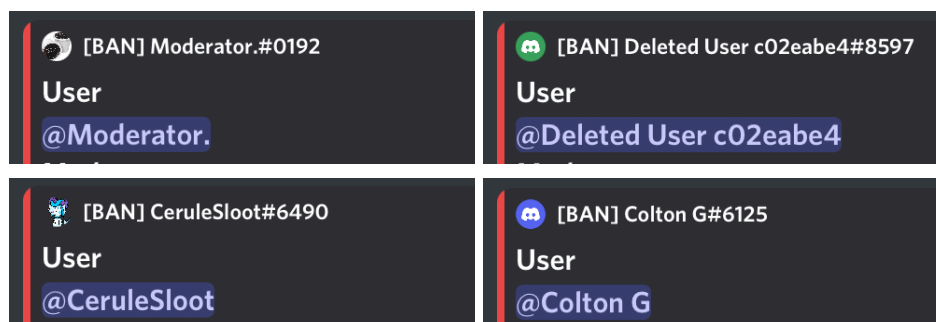 [BAN] Moderator.#0192
User
@Moderator.
[BAN] Deleted User c02eabe4#8597
User
@Deleted User c02eabe4
[BAN] CeruleSloot#6490
User
@CeruleSloot
[BAN] Colton G#6125
User
@Colton G